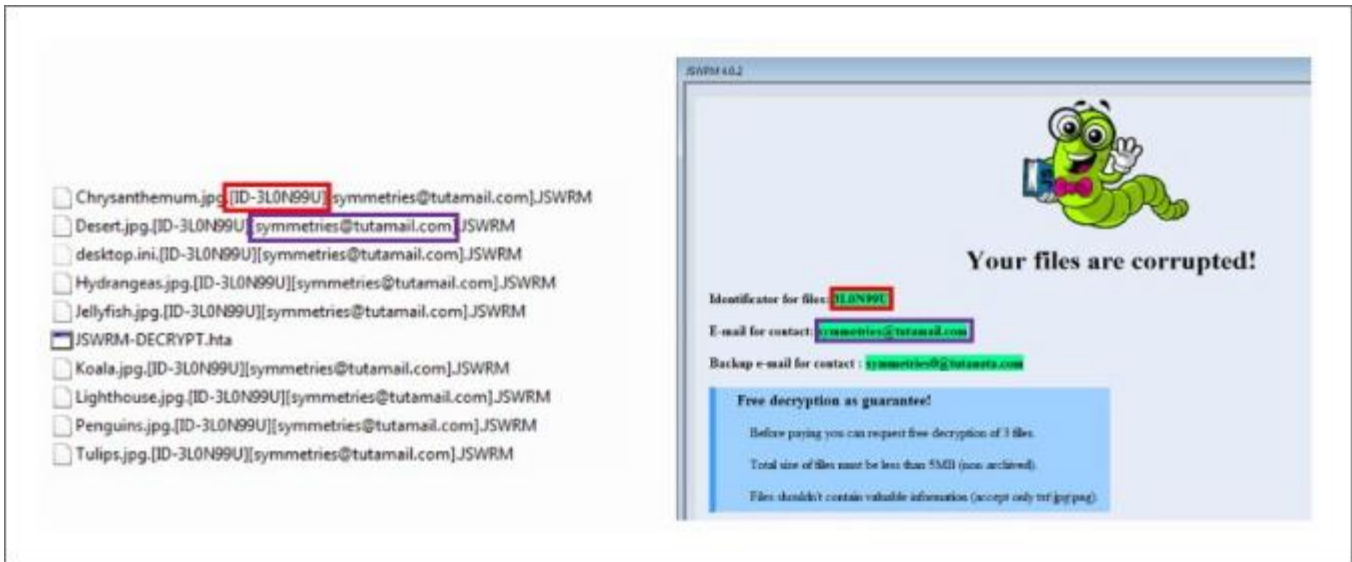 Chrysanthemum.jpg.[ID-3L0N99U][symmetries@tutamail.com].JSWRM
Desert.jpg.[ID-3L0N99U][symmetries@tutamail.com].JSWRM
desktop.ini.[ID-3L0N99U][symmetries@tutamail.com].JSWRM
Hydrangeas.jpg.[ID-3L0N99U][symmetries@tutamail.com].JSWRM
Jellyfish.jpg.[ID-3L0N99U][symmetries@tutamail.com].JSWRM
JSWRM-DECRYPT.hta
Koala.jpg.[ID-3L0N99U][symmetries@tutamail.com].JSWRM
Lighthouse.jpg.[ID-3L0N99U][symmetries@tutamail.com].JSWRM
Penguins.jpg.[ID-3L0N99U][symmetries@tutamail.com].JSWRM
Tulips.jpg.[ID-3L0N99U][symmetries@tutamail.com].JSWRM
JSWRM 4.0.2
Your files are corrupted!
Identificator for files: 3L0N99U
E-mail for contact: symmetries@tutamail.com
Backup e-mail for contact : symmetries0@tutanota.com
Free decryption as guarantee!
Before paying you can request free decryption of 3 files.
Total size of files must be less than 5MB (non archived).
Files shouldn't contain valuable information (accept only txt\jpg\png).